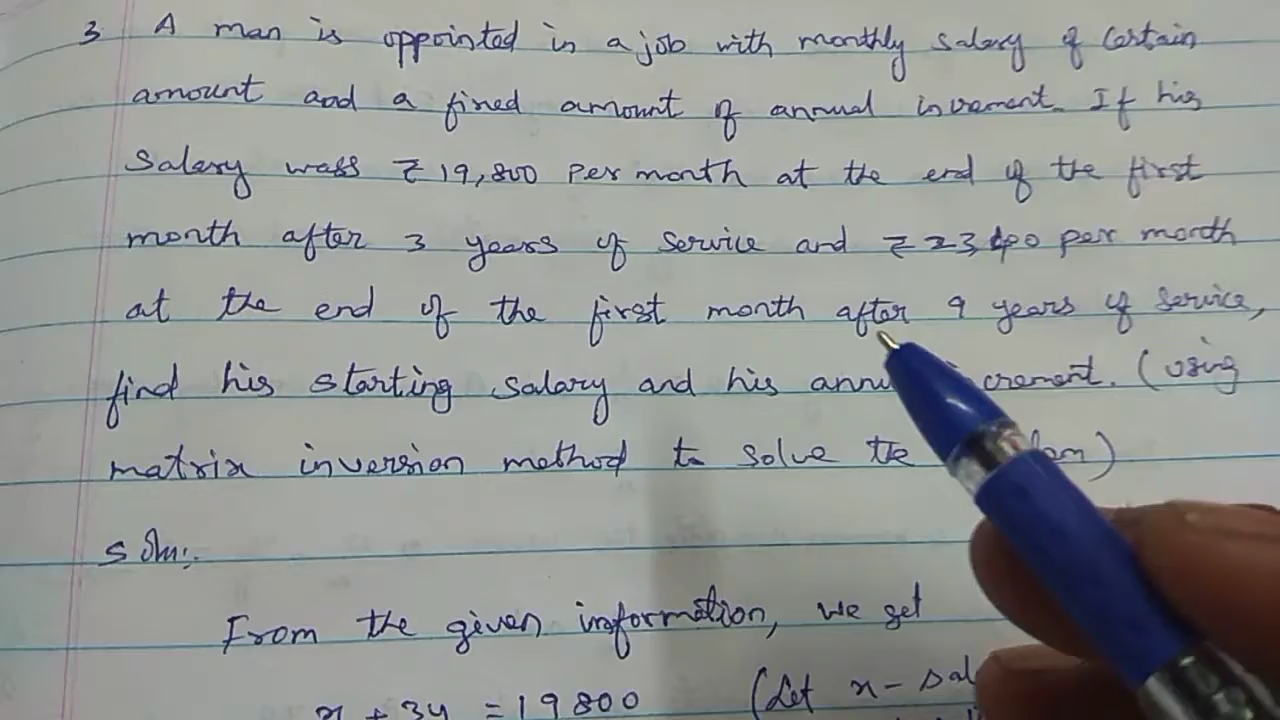 3 A man is oppointed in a job with monthly salary of certain
amount and a fixed amount of annual increment. If his
salary wass ₹ 19,800 per month at the end of the first
month after 3 years of service and ₹ 23,400 per month
at the end of the first month after 9 years of service,
find his starting salary and his annu crement. (using
matrix inversion method to solve the
Soln:.
From the given information, we get
x + 3y = 19800 (Let x - sal